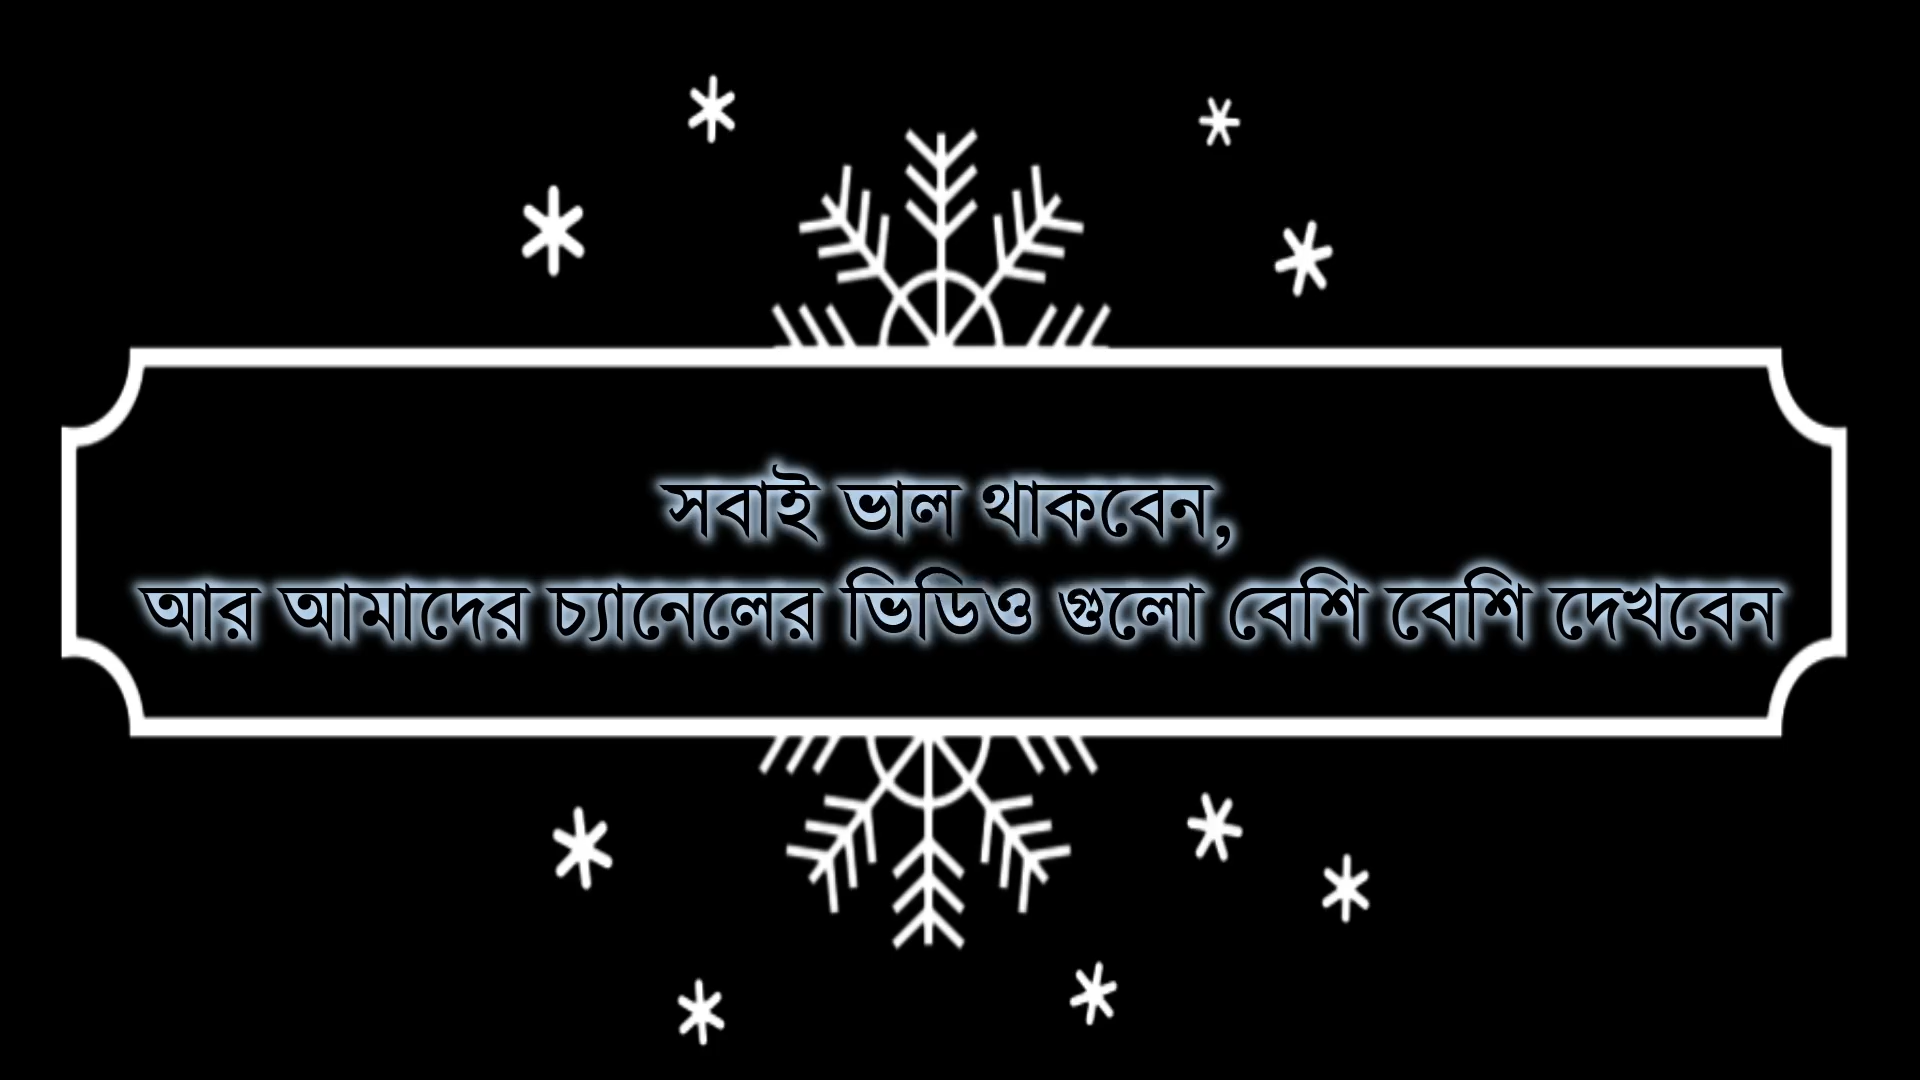 সবাই ভাল থাকবেন,
আর আমাদের চ্যানেলের ভিডিও গুলো বেশি বেশি দেখবেন